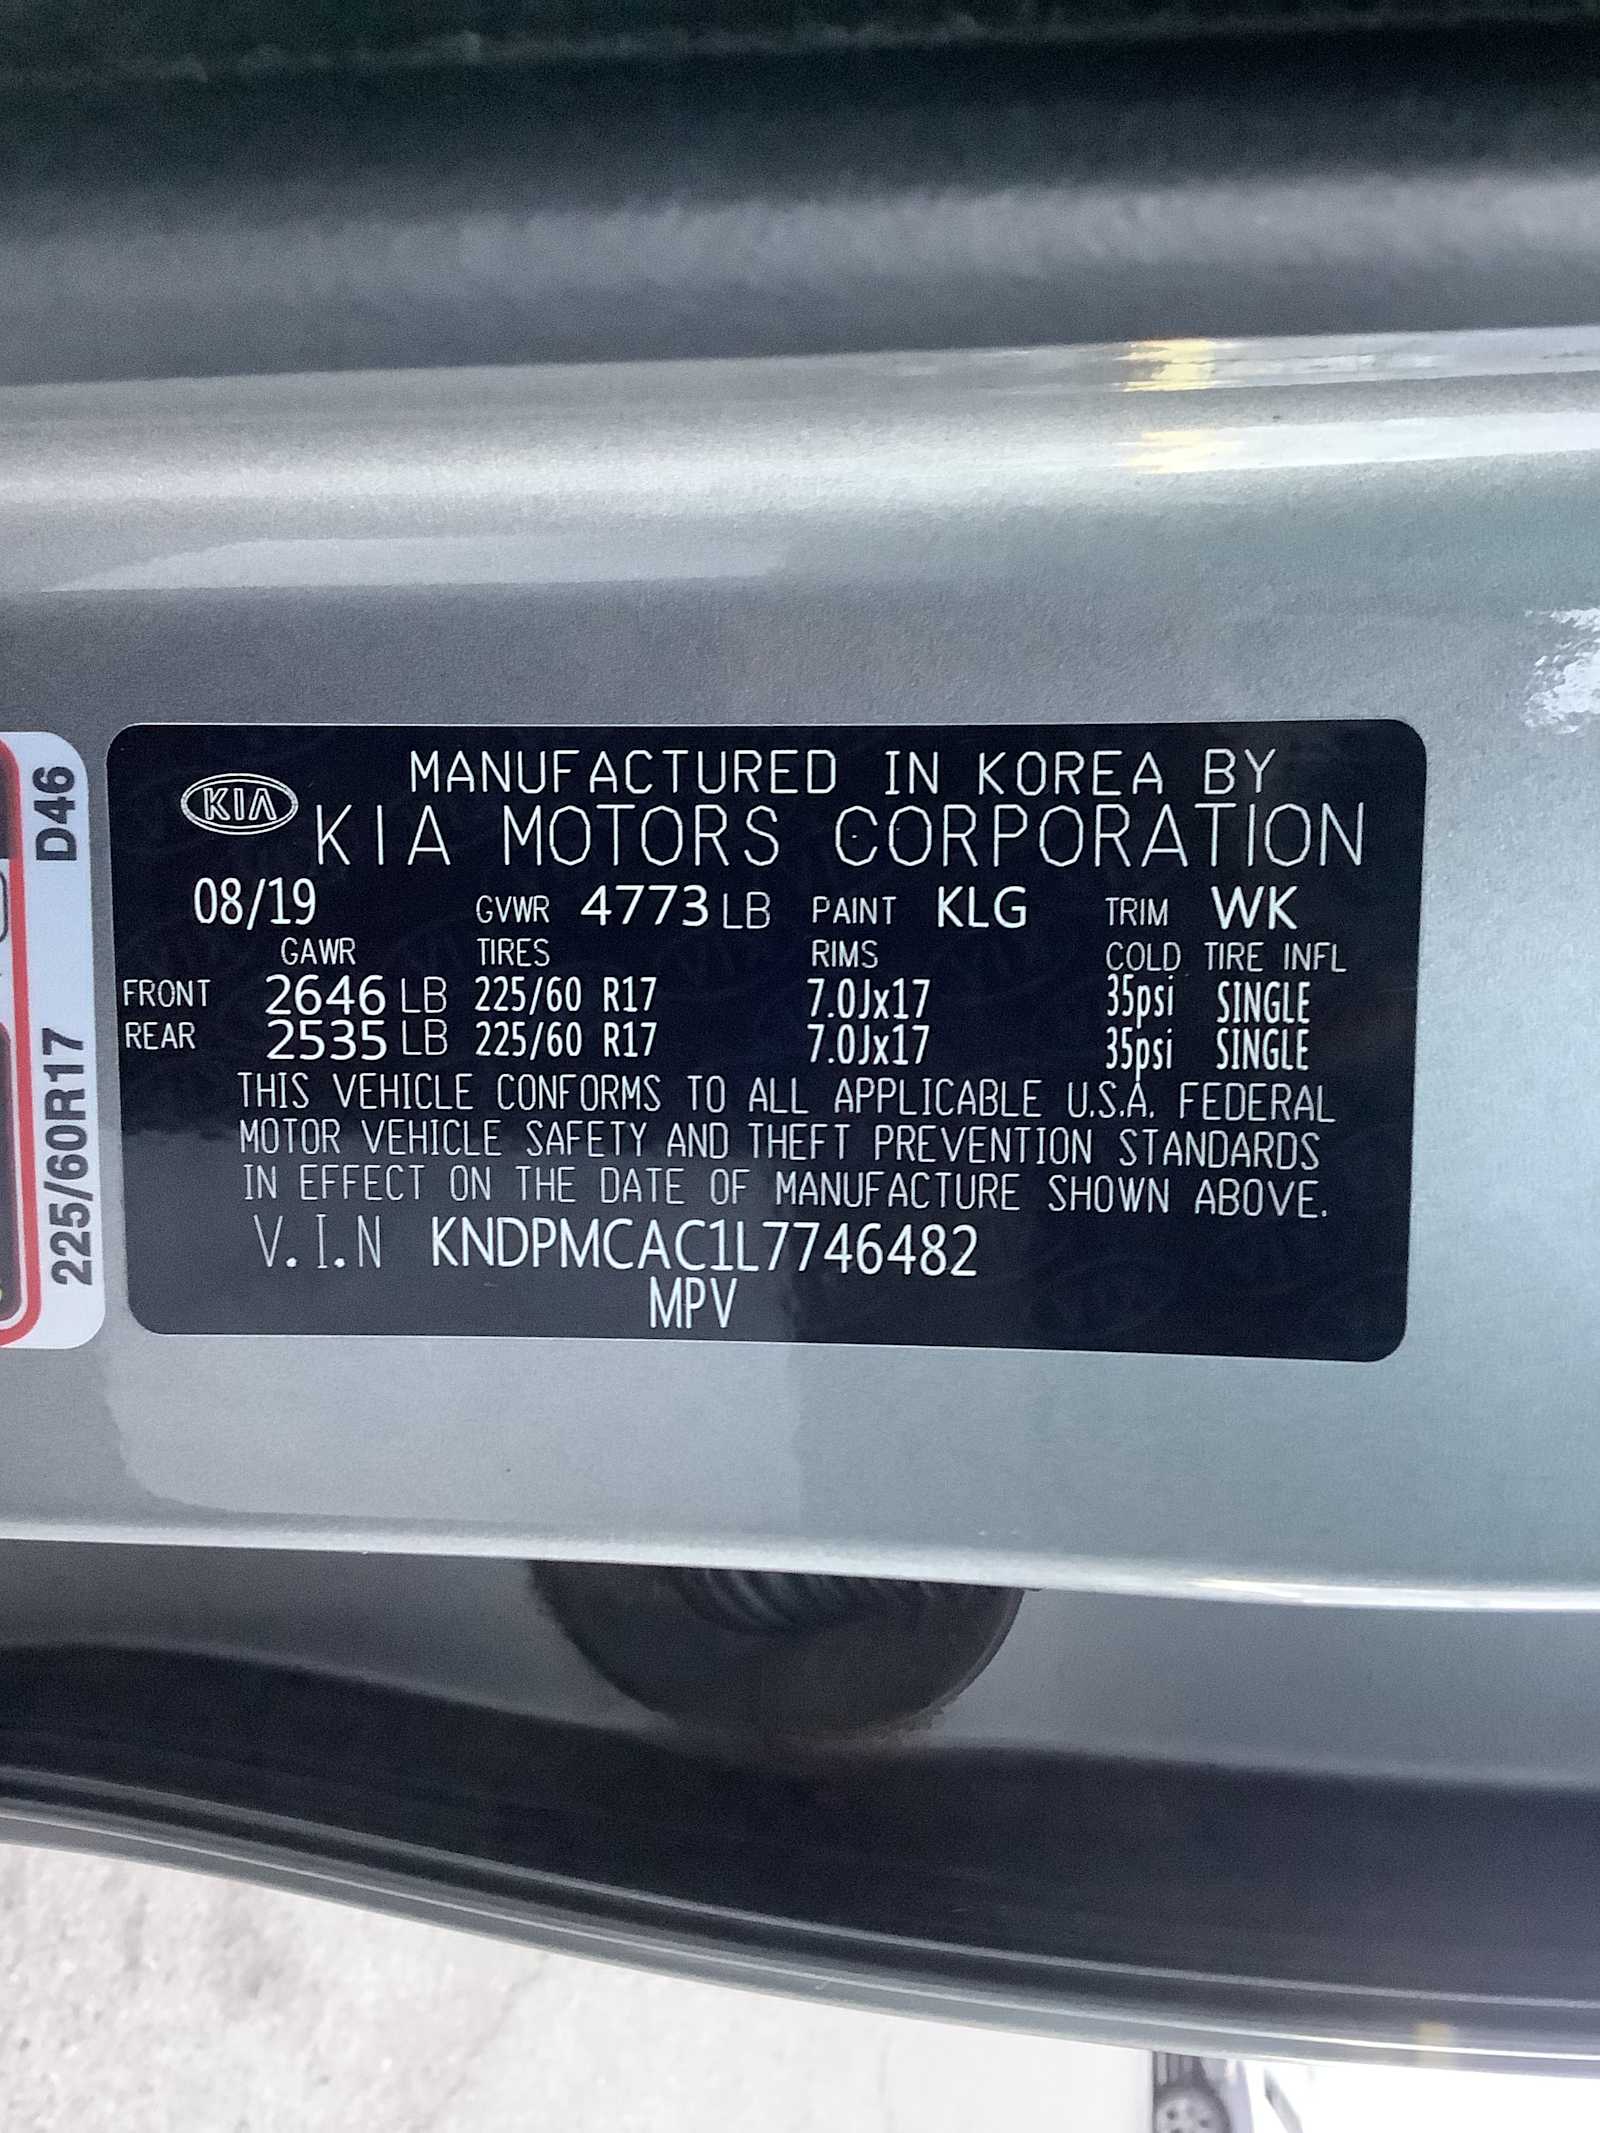 D46
225/60R17
KIA
MANUFACTURED IN KOREA BY
KIA MOTORS CORPORATION
08/19 GVWR 4773 LB PAINT KLG TRIM WK
GAWR TIRES RIMS COLD TIRE INFL
FRONT 2646 LB 225/60 R17 7.0Jx17 35psi SINGLE
REAR 2535 LB 225/60 R17 7.0Jx17 35psi SINGLE
THIS VEHICLE CONFORMS TO ALL APPLICABLE U.S.A. FEDERAL
MOTOR VEHICLE SAFETY AND THEFT PREVENTION STANDARDS
IN EFFECT ON THE DATE OF MANUFACTURE SHOWN ABOVE.
V.I.N KNDPMCAC1L7746482
MPV